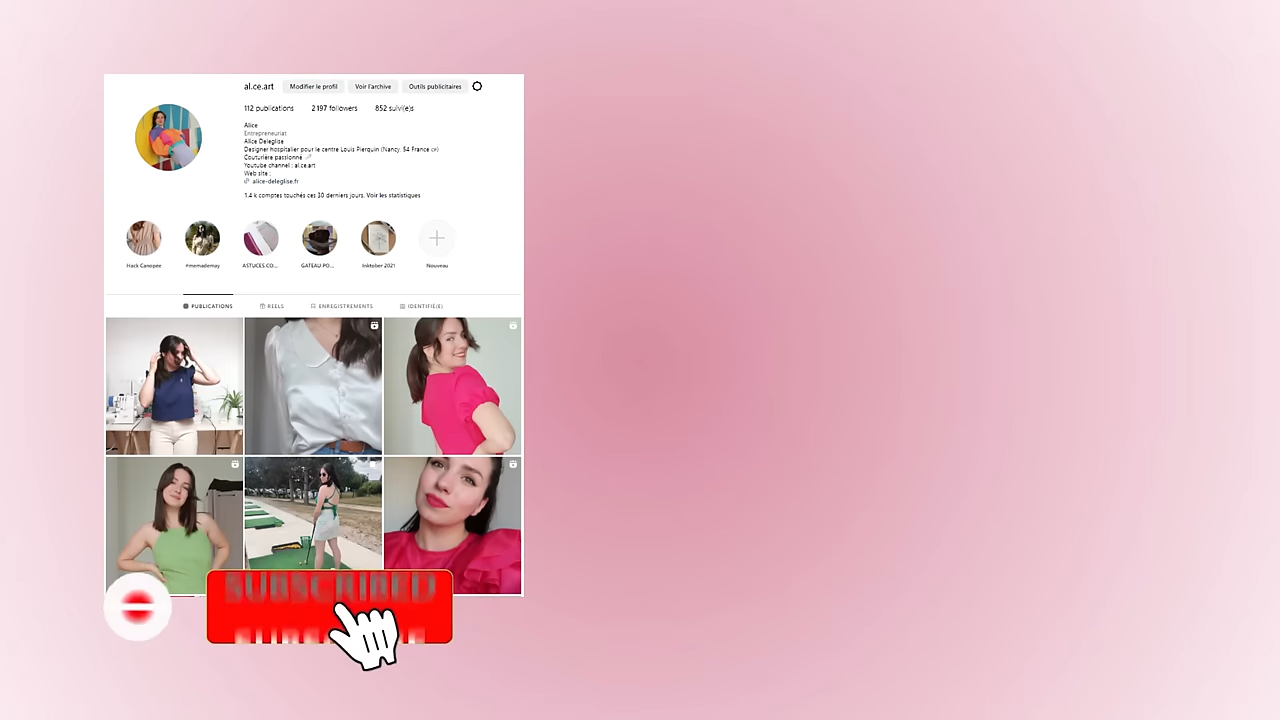 al.ce.art Modifier le profil Voir l'archive Outils publicitaires
112 publications 2 197 followers 852 suivi(e)s
Alice
Entrepreneuriat
Alice Deleglise
Designer hospitalier pour le centre Louis Pierquin (Nancy, 54 France
Couturière passionné
Youtube channel : al.ce.art
Web site :
alice-deleglise.fr
1,4 k comptes touchés ces 30 derniers jours. Voir les statistiques
Hack Canopée #memademay ASTUCES CO... GATEAU PO... Inktober 2021 Nouveau
PUBLICATIONS REELS ENREGISTREMENTS IDENTIFIÉ(E)
SUBSCRIBED